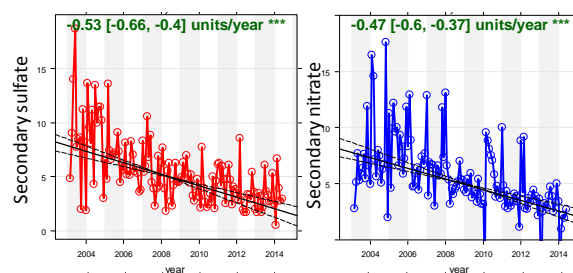 -0.53 [-0.66, -0.4] units/year ***
Secondary sulfate
15
10
5
0
2004 2006 2008 2010 2012 2014
year
-0.47 [-0.6, -0.37] units/year ***
Secondary nitrate
15
10
5
2004 2006 2008 2010 2012 2014
year